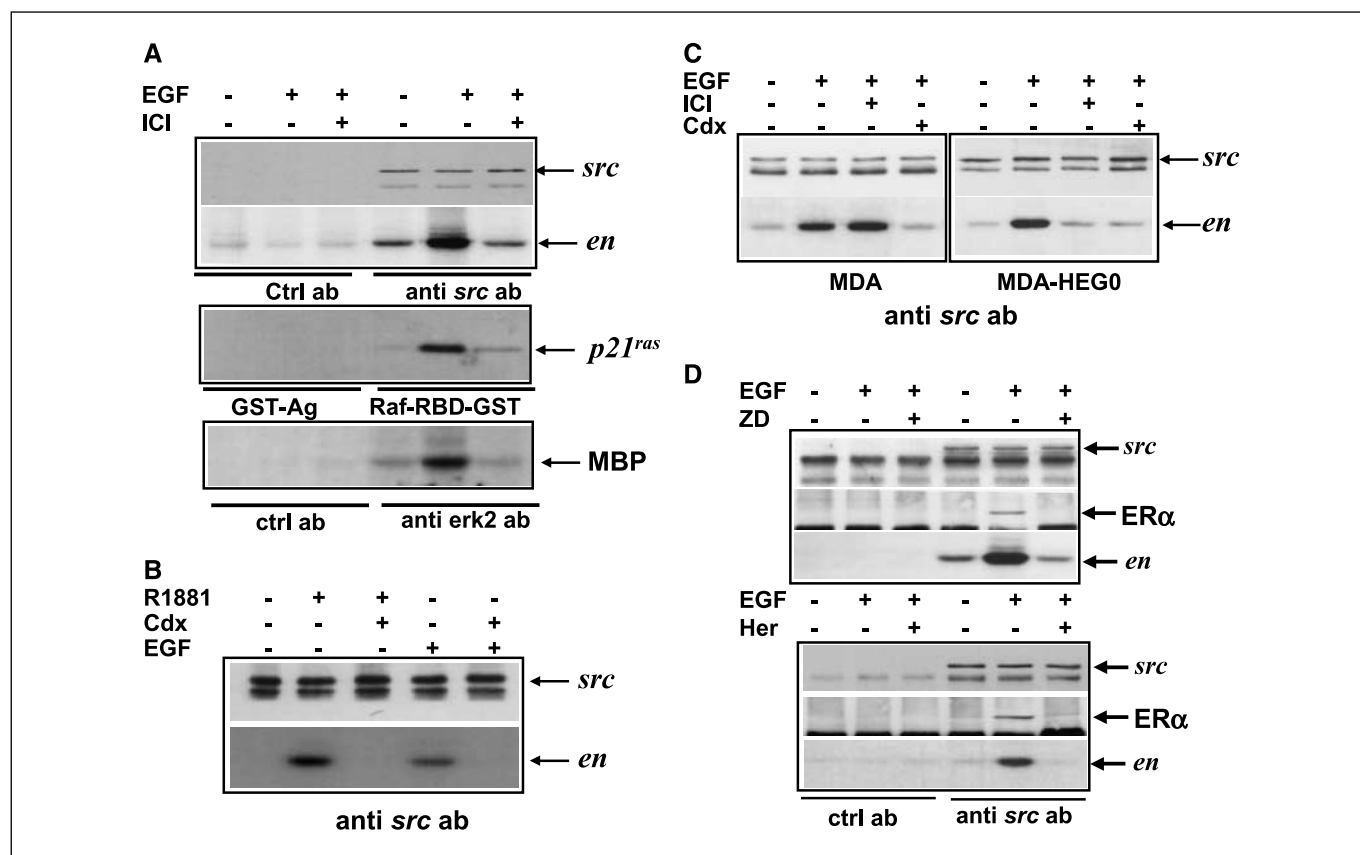 A
EGF - + + - + +
ICI - - + - - +
src
en
Ctrl ab anti src ab
p21ras
GST-Ag Raf-RBD-GST
MBP
ctrl ab anti erk2 ab
B
R1881 - + + - -
Cdx - - + - +
EGF - - - + +
src
en
anti src ab
C
EGF - + + + - + + +
ICI - - + - - - + -
Cdx - - - + - - - +
src
en
MDA MDA-HEG0
anti src ab
D
EGF - + + - + +
ZD - - + - - +
src
ERα
en
EGF - + + - + +
Her - - + - - +
src
ERα
en
ctrl ab anti src ab